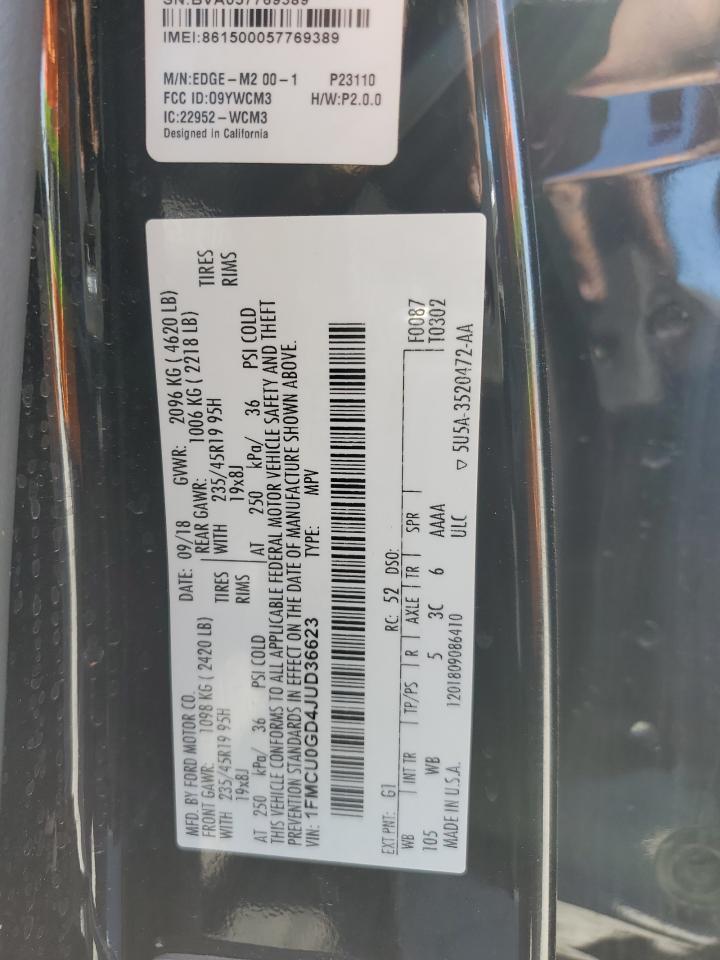 SN:BVA057769389
IMEI:861500057769389
M/N:EDGE-M2 00-1 P23110
FCC ID:O9YWCM3 H/W:P2.0.0
IC:22952-WCM3
Designed in California
MFD. BY FORD MOTOR CO. DATE: 09/18 GVWR: 2096 KG ( 4620 LB)
FRONT GAWR: 1098 KG ( 2420 LB) REAR GAWR: 1006 KG ( 2218 LB)
WITH 235/45R19 95H TIRES WITH 235/45R19 95H TIRES
19x8J RIMS 19x8J RIMS
AT 250 kPa/ 36 PSI COLD AT 250 kPa/ 36 PSI COLD
THIS VEHICLE CONFORMS TO ALL APPLICABLE FEDERAL MOTOR VEHICLE SAFETY AND THEFT
PREVENTION STANDARDS IN EFFECT ON THE DATE OF MANUFACTURE SHOWN ABOVE.
VIN: 1FMCU0GD4JUD36623 TYPE: MPV
EXT PNT: G1 RC: 52 DSO: F0087
WB INT TR TP/PS R AXLE TR SPR T0302
105 WB 5 3C 6 AAAA
MADE IN U.S.A. 1201809086410 ULC ▽ 5U5A-3520472-AA